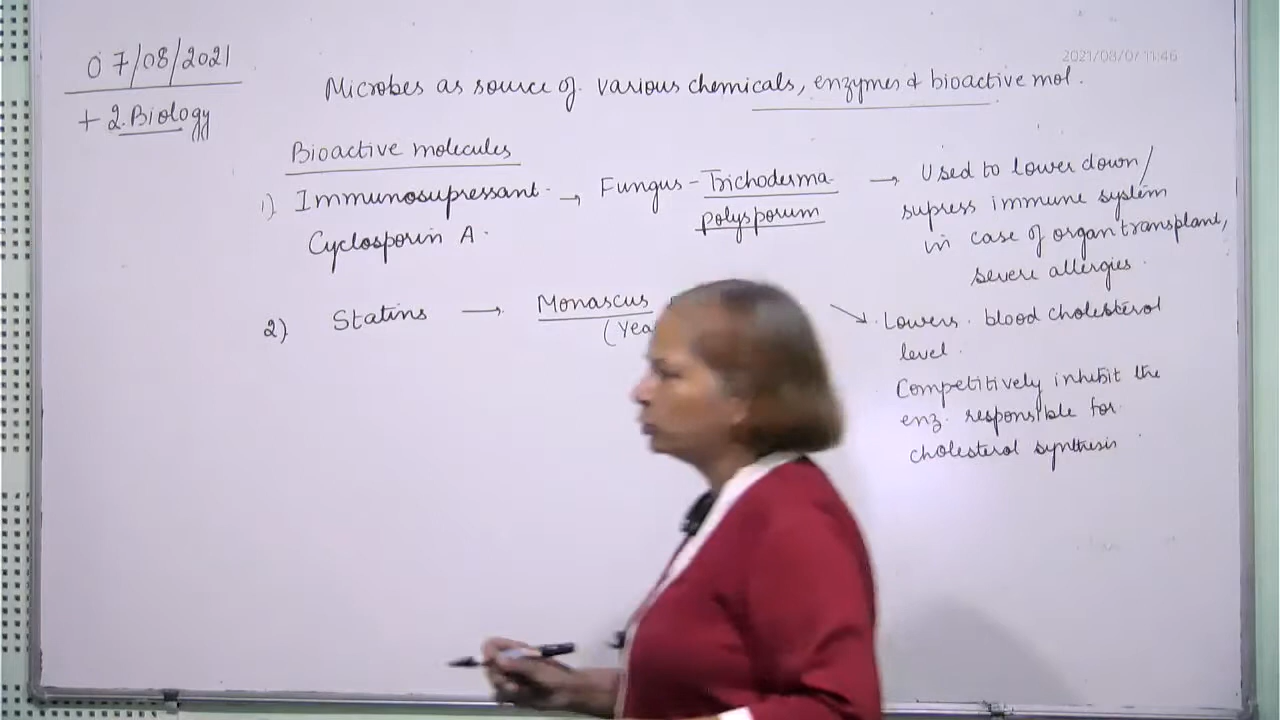 07/08/2021
+2 Biology
2021/08/07 11:46
Microbes as source of various chemicals, enzymes & bioactive mol.
Bioactive molecules
1) Immunosupressant → Fungus - Trichoderma
polysporum
Cyclosporin A.
→ Used to lower down/
supress immune system
in case of organ transplant,
severe allergies.
2) Statins → Monascus
(Yea
Lowers blood cholesterol
level.
Competitively inhibit the
enz. responsible for
cholesterol synthesis